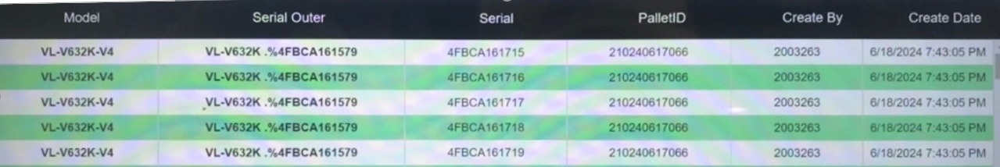 Model Serial Outer Serial PalletID Create By Create Date
VL-V632K-V4 VL-V632K .%4FBCA161579 4FBCA161715 210240617066 2003263 6/18/2024 7:43:05 PM
VL-V632K-V4 VL-V632K .%4FBCA161579 4FBCA161716 210240617066 2003263 6/18/2024 7:43:05 PM
VL-V632K-V4 VL-V632K .%4FBCA161579 4FBCA161717 210240617066 2003263 6/18/2024 7:43:05 PM
VL-V632K-V4 VL-V632K .%4FBCA161579 4FBCA161718 210240617066 2003263 6/18/2024 7:43:05 PM
VL-V632K-V4 VL-V632K .%4FBCA161579 4FBCA161719 210240617066 2003263 6/18/2024 7:43:05 PM